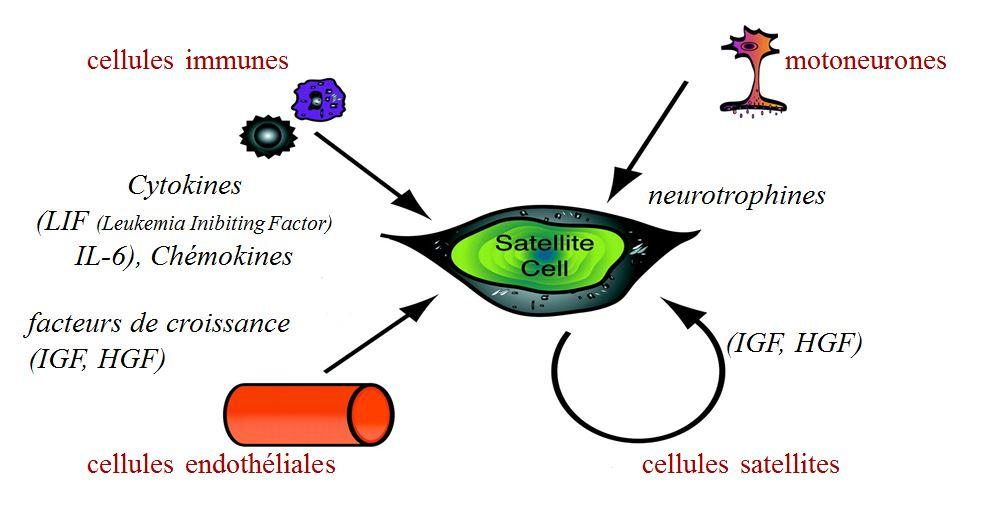 cellules immunes
motoneurones
Cytokines
(LIF (Leukemia Inibiting Factor)
IL-6), Chémokines
neurotrophines
Satellite
Cell
facteurs de croissance
(IGF, HGF)
(IGF, HGF)
cellules endothéliales
cellules satellites